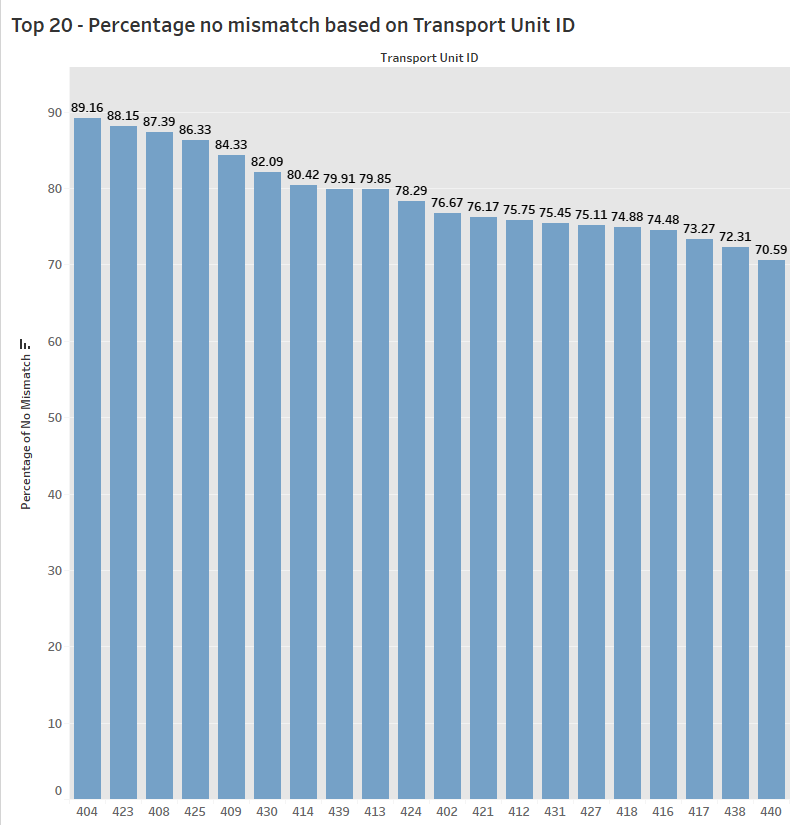 Top 20 - Percentage no mismatch based on Transport Unit ID
Transport Unit ID
Percentage of No Mismatch
90
80
70
60
50
40
30
20
10
0
89.16 88.15 87.39 86.33 84.33 82.09 80.42 79.91 79.85 78.29 76.67 76.17 75.75 75.45 75.11 74.88 74.48 73.27 72.31 70.59
404 423 408 425 409 430 414 439 413 424 402 421 412 431 427 418 416 417 438 440